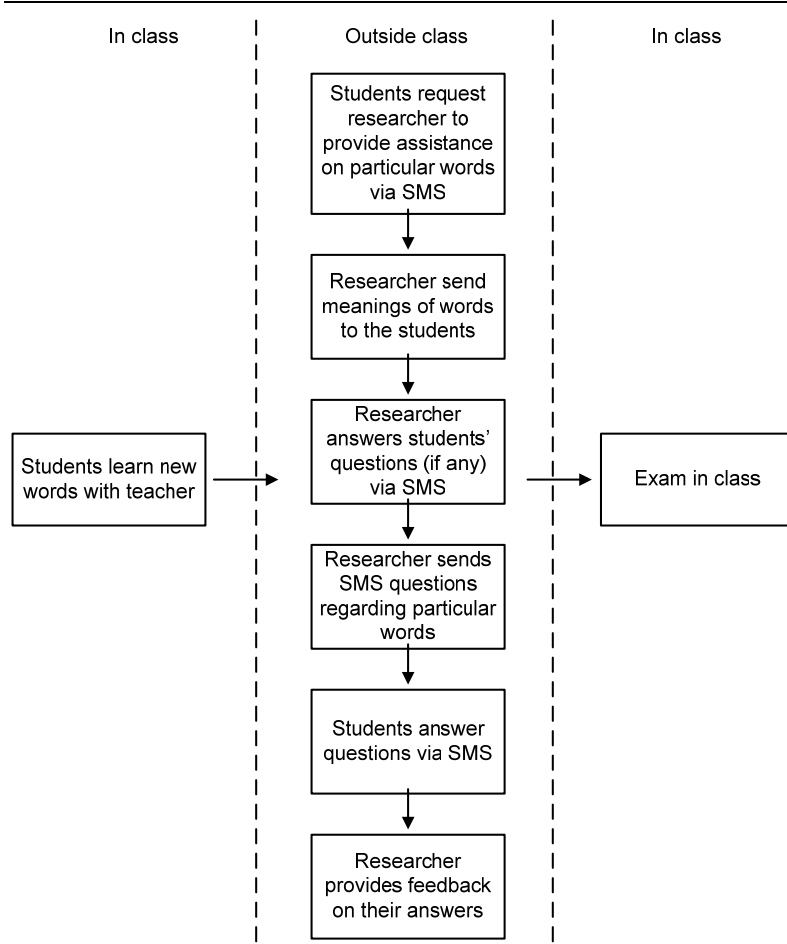 In class
Outside class
In class
Students request
researcher to
provide assistance
on particular words
via SMS
Researcher send
meanings of words
to the students
Researcher
answers students’
questions (if any)
via SMS
Students learn new
words with teacher
Exam in class
Researcher sends
SMS questions
regarding particular
words
Students answer
questions via SMS
Researcher
provides feedback
on their answers